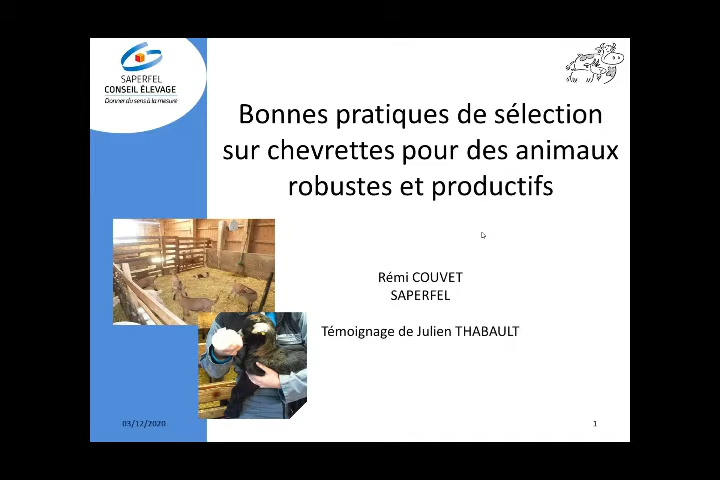 SAPERFEL
CONSEIL ÉLEVAGE
Donner du sens à la mesure
Bonnes pratiques de sélection
sur chevrettes pour des animaux
robustes et productifs
Rémi COUVET
SAPERFEL
Témoignage de Julien THABAULT
03/12/2020
1